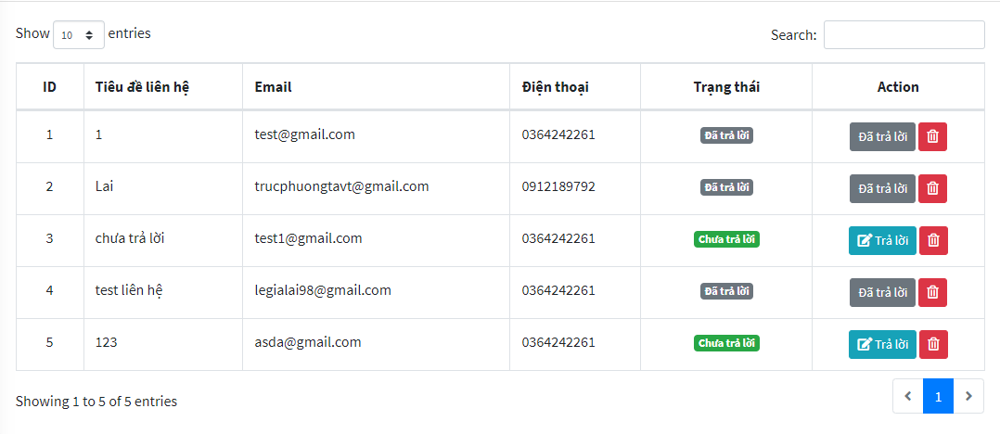 Show 10 entries Search:
ID Tiêu đề liên hệ Email Điện thoại Trạng thái Action
1 1 test@gmail.com 0364242261 Đã trả lời Đã trả lời
2 Lai trucphuongtavt@gmail.com 0912189792 Đã trả lời Đã trả lời
3 chưa trả lời test1@gmail.com 0364242261 Chưa trả lời Trả lời
4 test liên hệ legialai98@gmail.com 0364242261 Đã trả lời Đã trả lời
5 123 asda@gmail.com 0364242261 Chưa trả lời Trả lời
Showing 1 to 5 of 5 entries 1